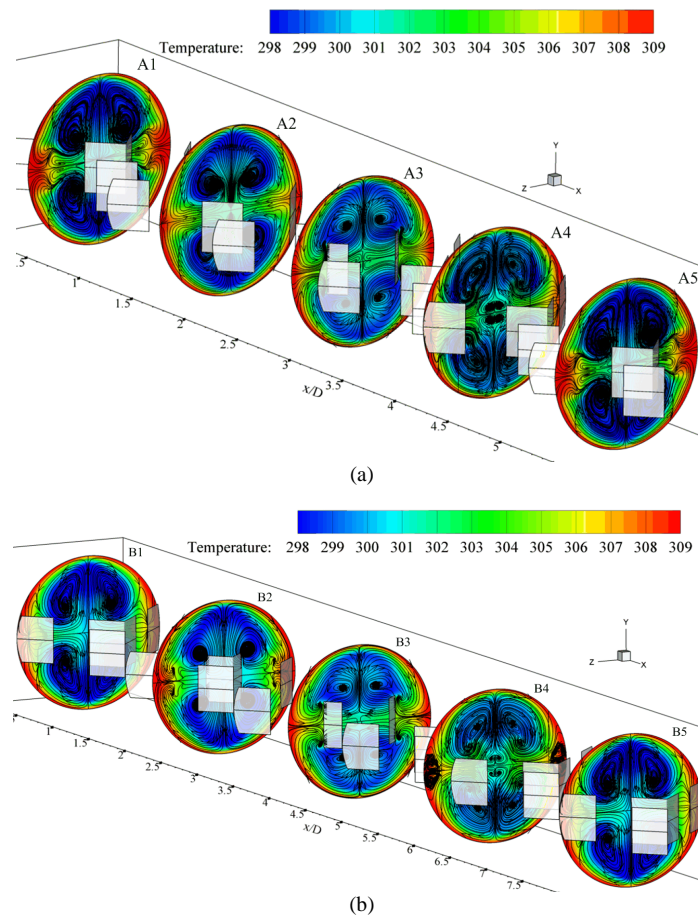 Temperature: 298 299 300 301 302 303 304 305 306 307 308 309
A1
A2
A3
A4
A5
Y
Z
X
.5
1
1.5
2
2.5
3
3.5
4
4.5
5
x/D
(a)
Temperature: 298 299 300 301 302 303 304 305 306 307 308 309
B1
B2
B3
B4
B5
Y
Z
X
1
1.5
2
2.5
3
3.5
4
4.5
5
5.5
6
6.5
7
7.5
x/D
(b)